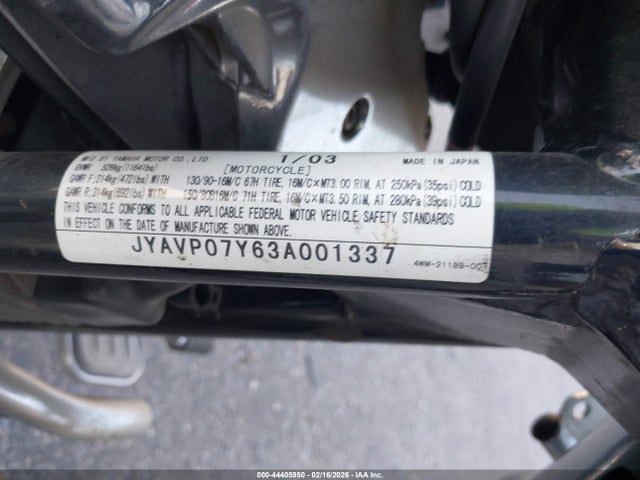 MFD BY YAMAHA MOTOR CO., LTD. 1/03 MADE IN JAPAN
GVWR 528kg(1164lbs) [MOTORCYCLE]
GAWR F:214kg(472lbs) WITH 130/90-16M/C 67H TIRE, 16M/C×MT3.00 RIM, AT 250kPa(35psi)COLD
GAWR R:314kg(692lbs) WITH 150/80B16M/C 71H TIRE, 16M/C×MT3.50 RIM, AT 280kPa(39psi)COLD
THIS VEHICLE CONFORMS TO ALL APPLICABLE FEDERAL MOTOR VEHICLE SAFETY STANDARDS
IN EFFECT ON THE DATE OF MANUFACTURE SHOWN ABOVE.
JYAVP07Y63A001337
4WM-2118B-00
000-44405950 - 02/16/2026 - IAAI.com